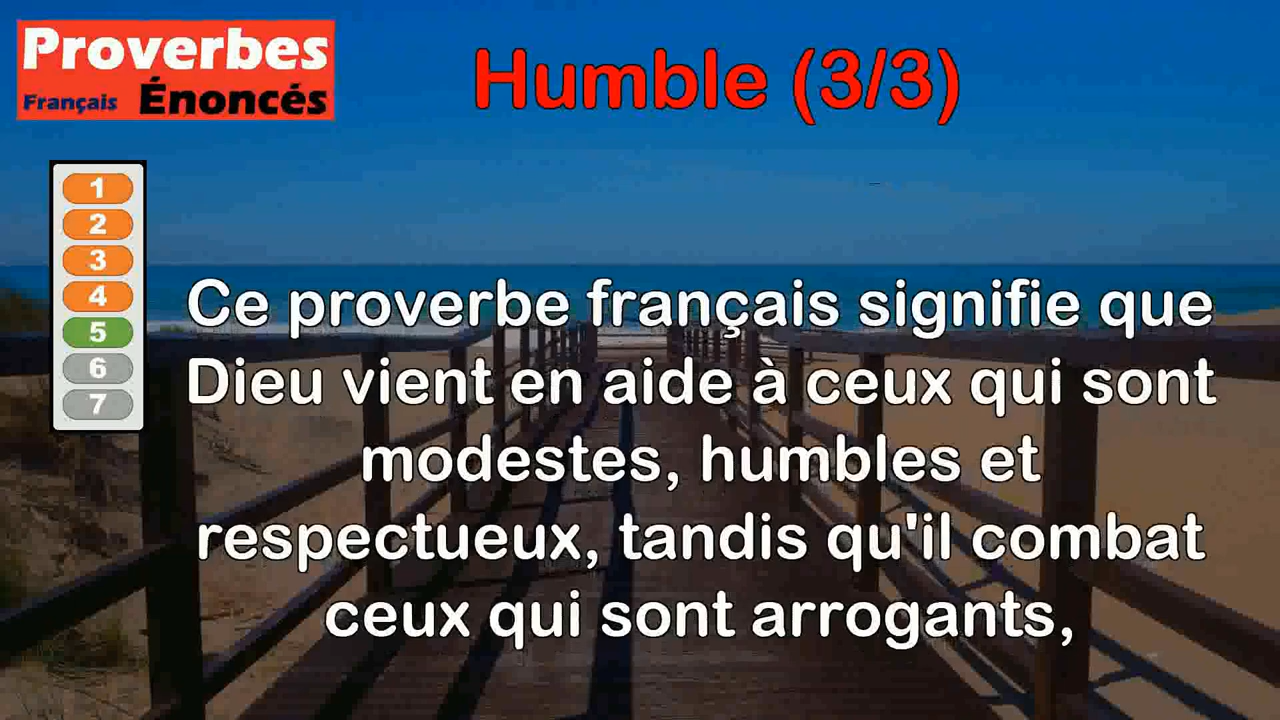 Proverbes
Français Énoncés
Humble (3/3)
1
2
3
4
5
6
7
Ce proverbe français signifie que
Dieu vient en aide à ceux qui sont
modestes, humbles et
respectueux, tandis qu'il combat
ceux qui sont arrogants,